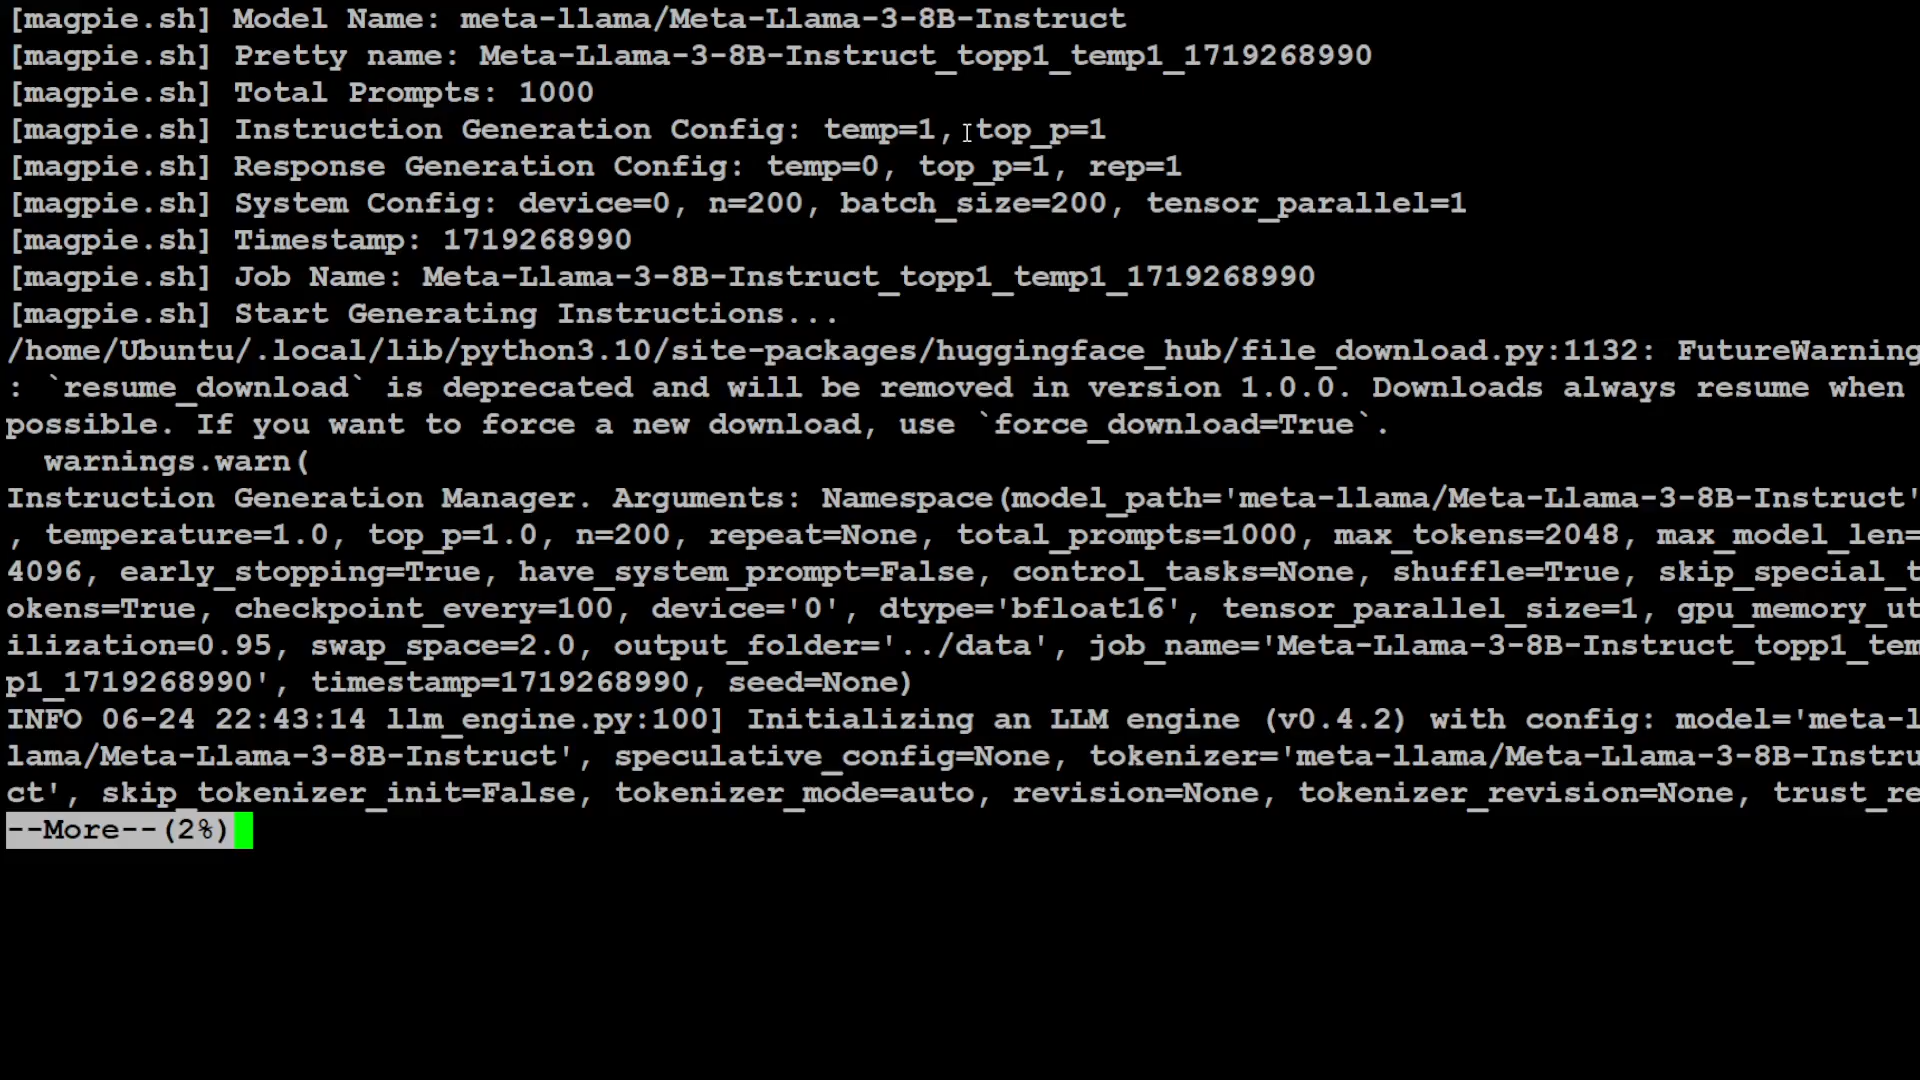 [magpie.sh] Model Name: meta-llama/Meta-Llama-3-8B-Instruct
[magpie.sh] Pretty name: Meta-Llama-3-8B-Instruct_topp1_temp1_1719268990
[magpie.sh] Total Prompts: 1000
[magpie.sh] Instruction Generation Config: temp=1, top_p=1
[magpie.sh] Response Generation Config: temp=0, top_p=1, rep=1
[magpie.sh] System Config: device=0, n=200, batch_size=200, tensor_parallel=1
[magpie.sh] Timestamp: 1719268990
[magpie.sh] Job Name: Meta-Llama-3-8B-Instruct_topp1_temp1_1719268990
[magpie.sh] Start Generating Instructions...
/home/Ubuntu/.local/lib/python3.10/site-packages/huggingface_hub/file_download.py:1132: FutureWarning
: `resume_download` is deprecated and will be removed in version 1.0.0. Downloads always resume when
possible. If you want to force a new download, use `force_download=True`.
  warnings.warn(
Instruction Generation Manager. Arguments: Namespace(model_path='meta-llama/Meta-Llama-3-8B-Instruct'
, temperature=1.0, top_p=1.0, n=200, repeat=None, total_prompts=1000, max_tokens=2048, max_model_len=
4096, early_stopping=True, have_system_prompt=False, control_tasks=None, shuffle=True, skip_special_t
okens=True, checkpoint_every=100, device='0', dtype='bfloat16', tensor_parallel_size=1, gpu_memory_ut
ilization=0.95, swap_space=2.0, output_folder='../data', job_name='Meta-Llama-3-8B-Instruct_topp1_tem
p1_1719268990', timestamp=1719268990, seed=None)
INFO 06-24 22:43:14 llm_engine.py:100] Initializing an LLM engine (v0.4.2) with config: model='meta-l
lama/Meta-Llama-3-8B-Instruct', speculative_config=None, tokenizer='meta-llama/Meta-Llama-3-8B-Instru
ct', skip_tokenizer_init=False, tokenizer_mode=auto, revision=None, tokenizer_revision=None, trust_re
--More--(2%)